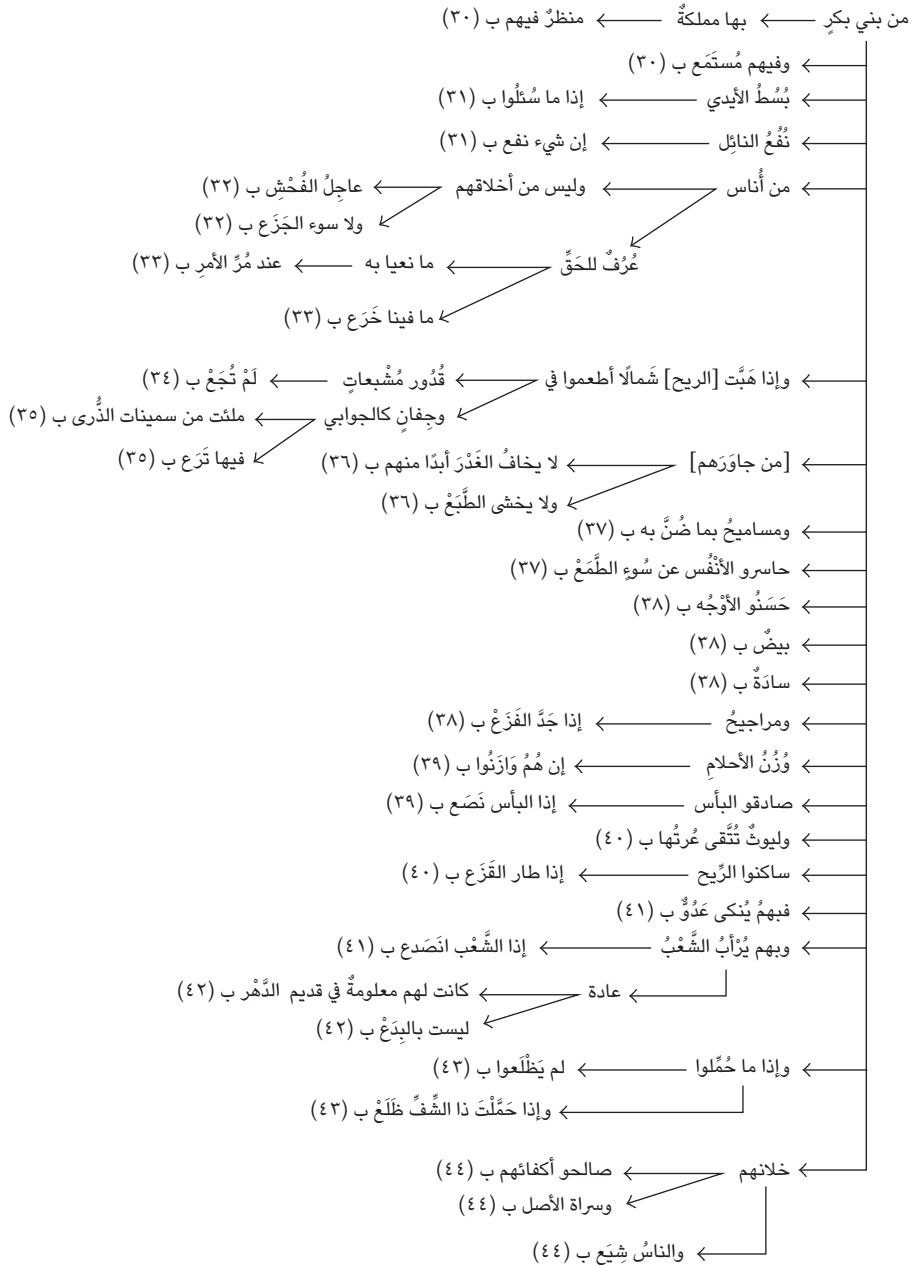 من بني بكرٍ بها مملكةٌ منظرٌ فيهم ب (٣٠)
وفيهم مُستَمَع ب (٣٠)
بُسُطُ الأيدي إذا ما سُئلُوا ب (٣١)
نُفُعُ النائِل إن شيء نفع ب (٣١)
من أُناس وليس من أخلاقهم عاجِلُ الفُحْشِ ب (٣٢)
ولا سوء الجَزَع ب (٣٢)
عُرُفٌ للحَقِّ ما نعيا به عند مُرِّ الأمرِ ب (٣٣)
ما فينا خَرَع ب (٣٣)
وإذا هَبَّت [الريح] شَمالًا أطعموا في قُدُور مُشْبعاتٍ لَمْ تُجَعْ ب (٣٤)
وجِفانٍ كالجوابي ملئت من سمينات الذُّرى ب (٣٥)
فيها تَرَع ب (٣٥)
[من جاوَرَهم] لا يخافُ الغَدْرَ أبدًا منهم ب (٣٦)
ولا يخشى الطَّبَعْ ب (٣٦)
ومساميحُ بما ضُنَّ به ب (٣٧)
حاسرو الأنْفُس عن سُوءِ الطَّمَعْ ب (٣٧)
حَسَنُو الأوْجُه ب (٣٨)
بيضٌ ب (٣٨)
سادَةٌ ب (٣٨)
ومراجيحُ إذا جَدَّ الفَزَعْ ب (٣٨)
وُزُنُ الأحلامِ إن هُمُ وَازَنُوا ب (٣٩)
صادقو البأس إذا البأس نَصَع ب (٣٩)
وليوثٌ تُتَّقى عُرتُها ب (٤٠)
ساكنوا الرِّيح إذا طار القَزَع ب (٤٠)
فبهمُ يُنكى عَدُوٌّ ب (٤١)
وبهم يُرْأبُ الشَّعْبُ إذا الشَّعْب انَصَدع ب (٤١)
عادة كانت لهم معلومةٌ في قديم الدَّهْر ب (٤٢)
ليست بالبِدَعْ ب (٤٢)
وإذا ما حُمِّلوا لم يَظْلَعوا ب (٤٣)
وإذا حَمَّلْتَ ذا الشِّفِّ ظَلَعْ ب (٤٣)
خلانهم صالحو أكفائهم ب (٤٤)
وسراة الأصل ب (٤٤)
والناسُ شِيَع ب (٤٤)